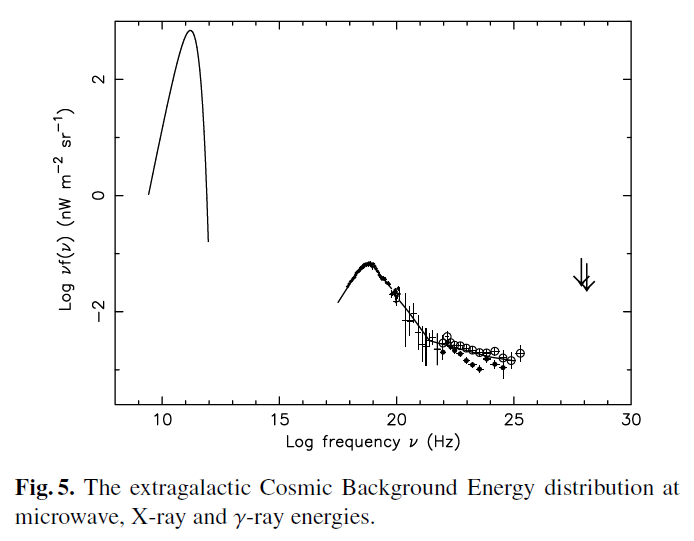 Log νf(ν) (nW m−2 sr−1)
2
0
−2
10 15 20 25 30
Log frequency ν (Hz)
Fig. 5. The extragalactic Cosmic Background Energy distribution at
microwave, X-ray and γ-ray energies.